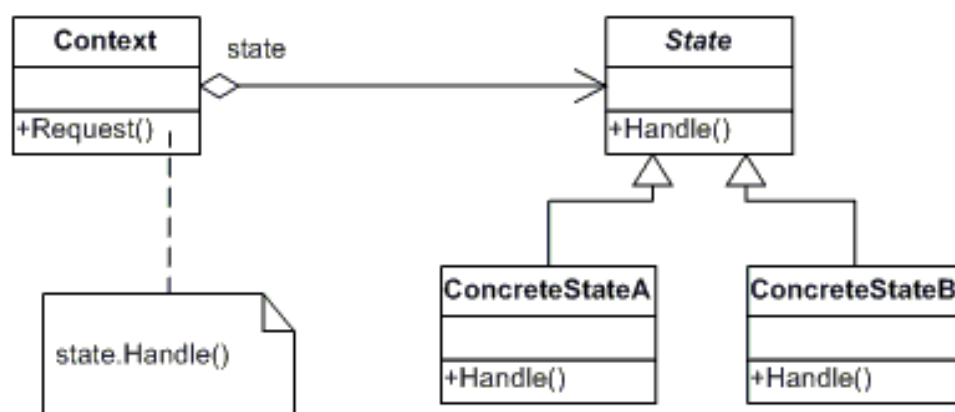 Context
state
State
+Request()
+Handle()
ConcreteStateA
ConcreteStateB
state.Handle()
+Handle()
+Handle()